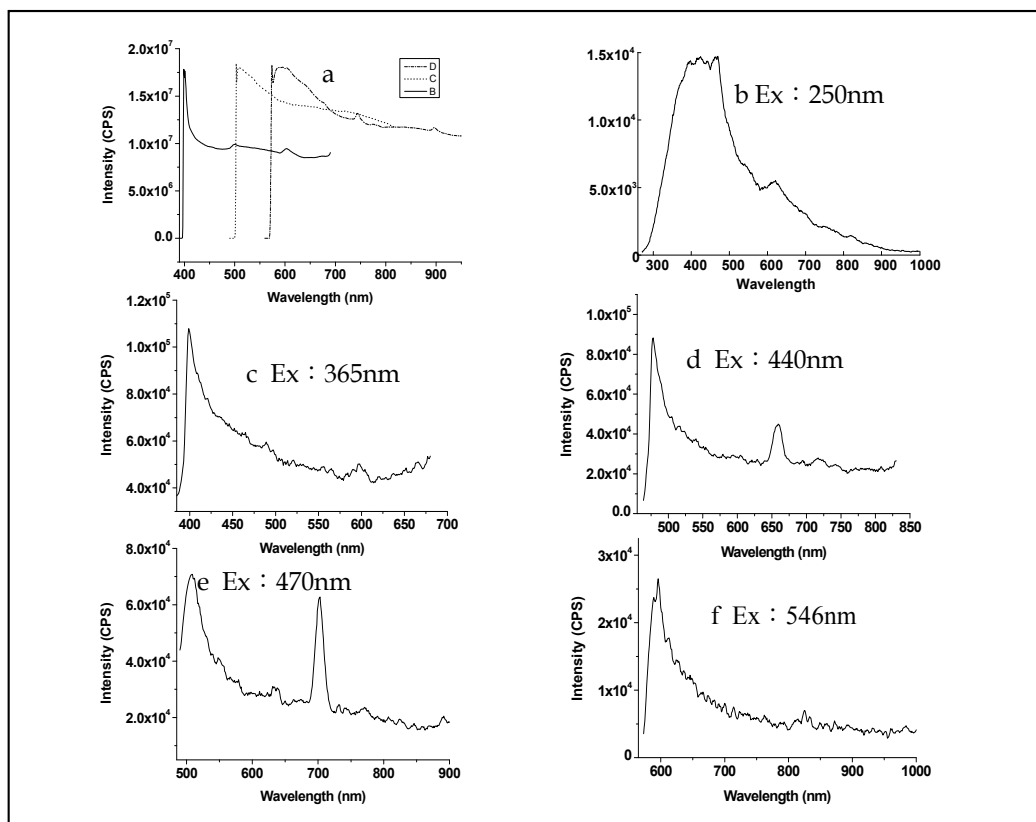 a
D
C
B
2.0x10⁷
1.5x10⁷
1.0x10⁷
5.0x10⁶
0.0
Intensity (CPS)
400 500 600 700 800 900
Wavelength (nm)
b Ex：250nm
1.5x10⁴
1.0x10⁴
5.0x10³
0
Intensity (CPS)
300 400 500 600 700 800 900 1000
Wavelength
c Ex：365nm
1.2x10⁵
1.0x10⁵
8.0x10⁴
6.0x10⁴
4.0x10⁴
Intensity (CPS)
400 450 500 550 600 650 700
Wavelength (nm)
d Ex：440nm
1.0x10⁵
8.0x10⁴
6.0x10⁴
4.0x10⁴
2.0x10⁴
0.0
Intensity (CPS)
500 550 600 650 700 750 800 850
Wavelength (nm)
e Ex：470nm
8.0x10⁴
6.0x10⁴
4.0x10⁴
2.0x10⁴
Intensity (CPS)
500 600 700 800 900
Wavelength (nm)
f Ex：546nm
3x10⁴
2x10⁴
1x10⁴
0
Intensity (CPS)
600 700 800 900 1000
Wavelength (nm)